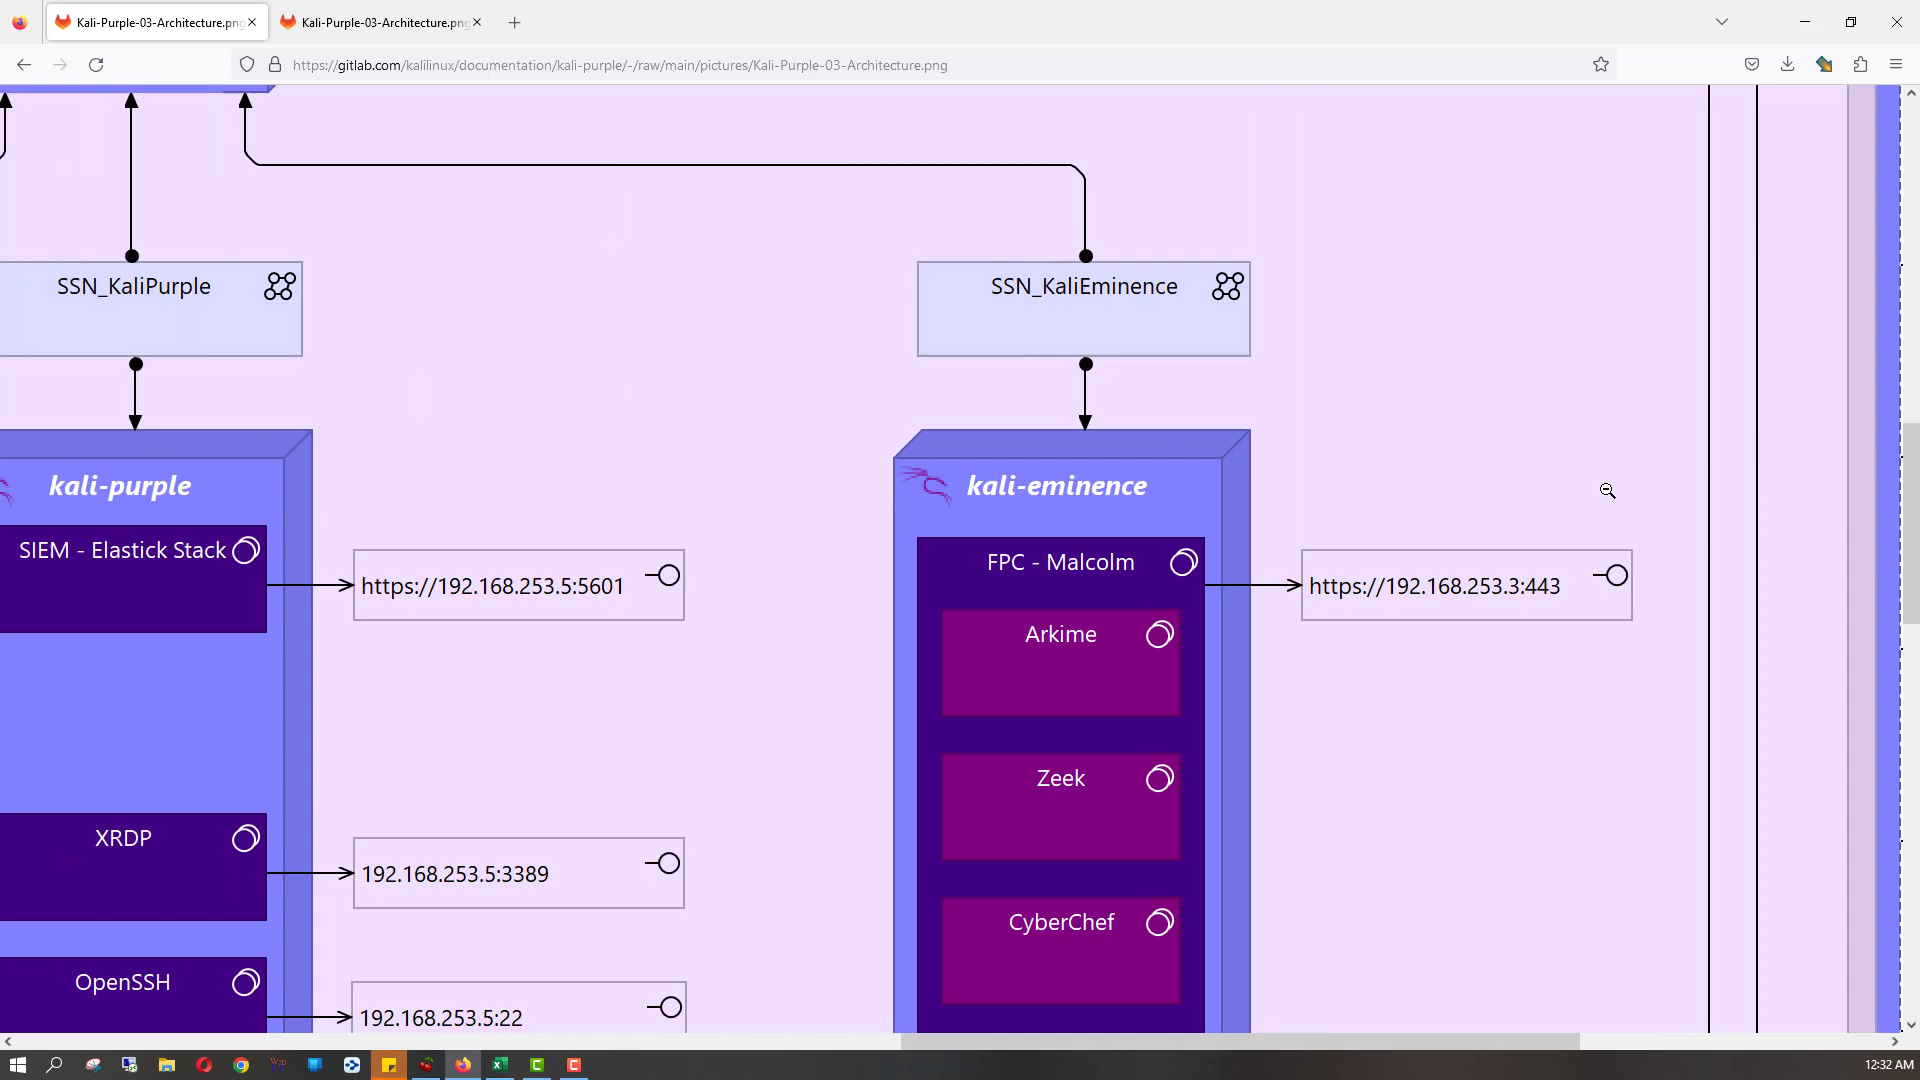 Kali-Purple-03-Architecture.png
Kali-Purple-03-Architecture.png
https://gitlab.com/kalilinux/documentation/kali-purple/-/raw/main/pictures/Kali-Purple-03-Architecture.png
SSN_KaliPurple
SSN_KaliEminence
kali-purple
kali-eminence
SIEM - Elastick Stack
https://192.168.253.5:5601
FPC - Malcolm
https://192.168.253.3:443
Arkime
Zeek
XRDP
192.168.253.5:3389
CyberChef
OpenSSH
192.168.253.5:22
12:32 AM